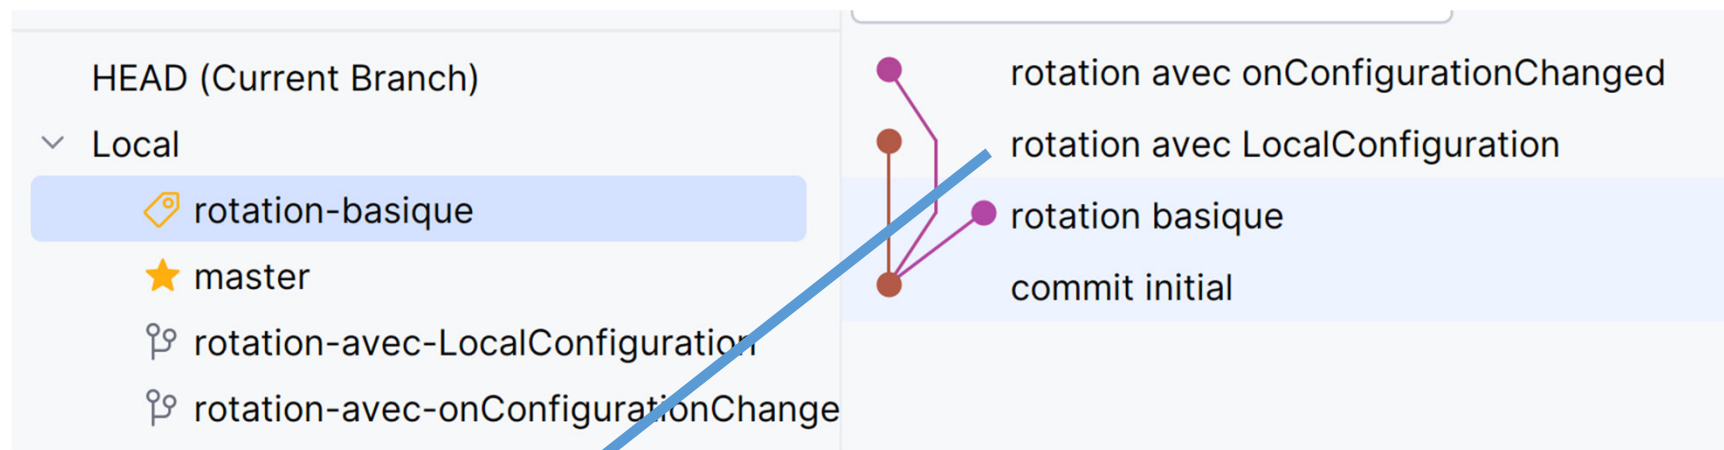 HEAD (Current Branch)
Local
rotation-basique
master
rotation-avec-LocalConfiguration
rotation-avec-onConfigurationChange
rotation avec onConfigurationChanged
rotation avec LocalConfiguration
rotation basique
commit initial